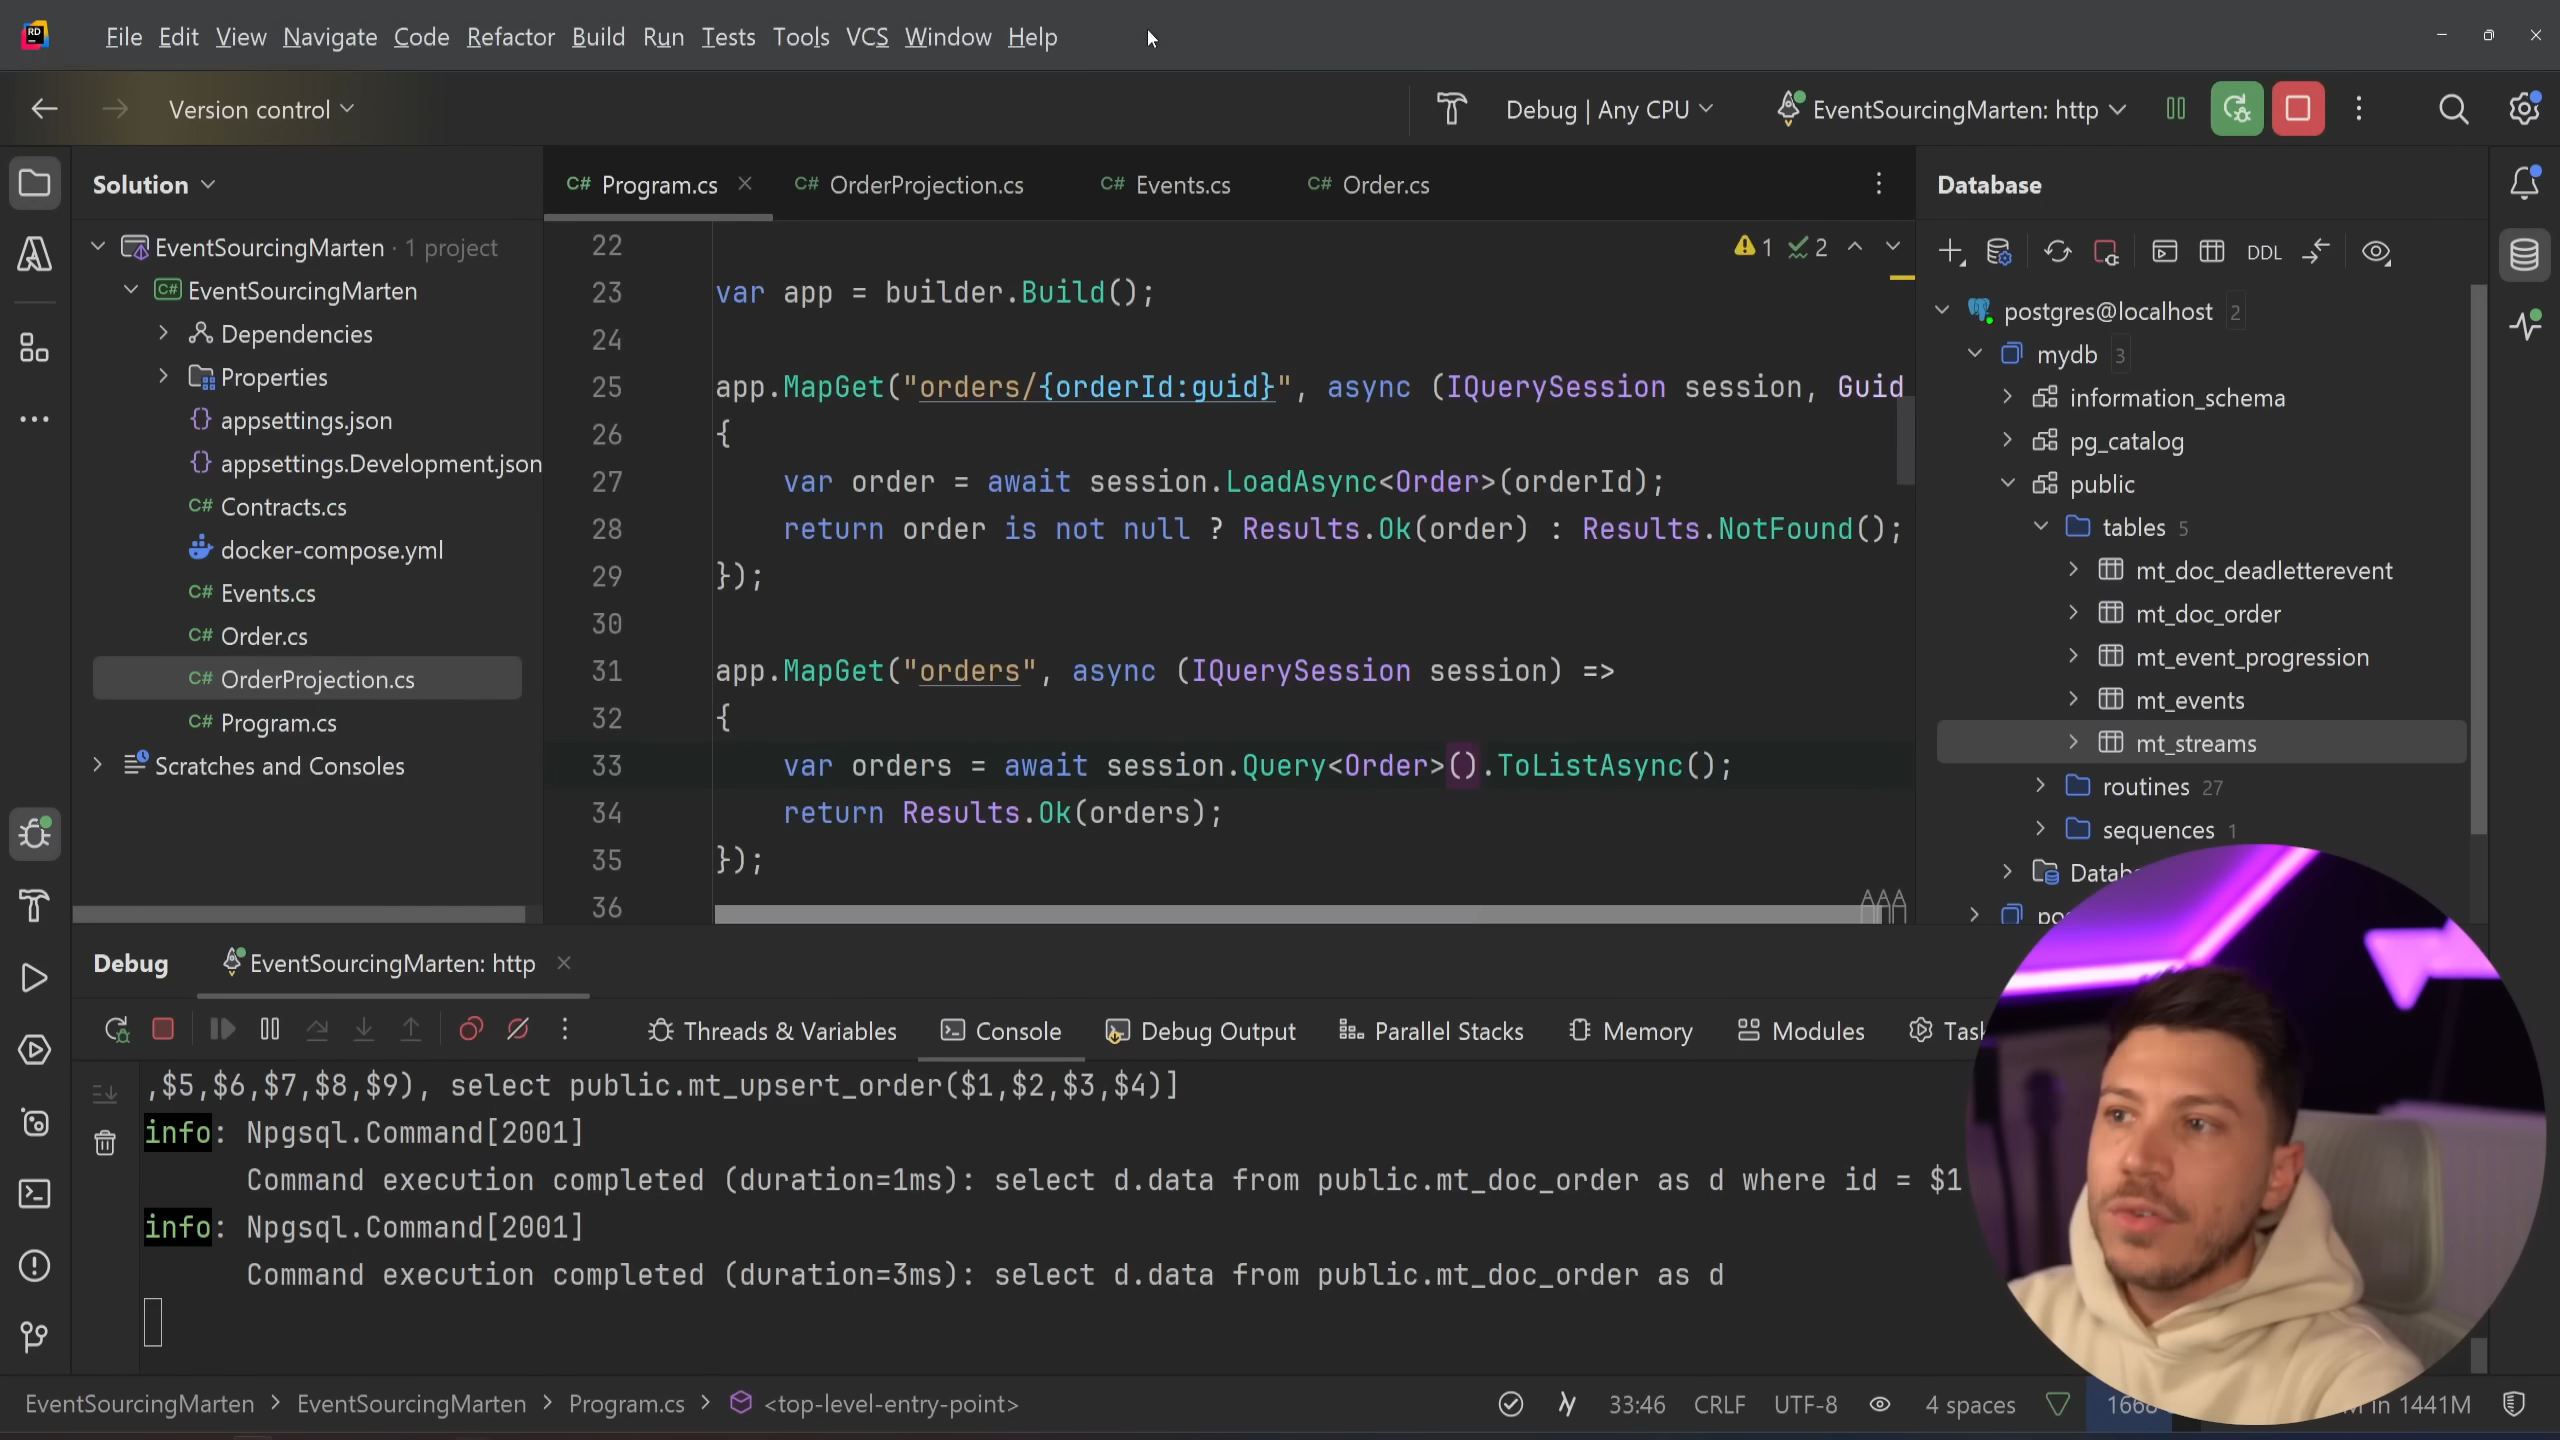 RD
File Edit View Navigate Code Refactor Build Run Tests Tools VCS Window Help
Version control
Debug | Any CPU
EventSourcingMarten: http
Solution
EventSourcingMarten · 1 project
C# EventSourcingMarten
Dependencies
Properties
{} appsettings.json
{} appsettings.Development.json
C# Contracts.cs
docker-compose.yml
C# Events.cs
C# Order.cs
C# OrderProjection.cs
C# Program.cs
Scratches and Consoles
C# Program.cs
C# OrderProjection.cs
C# Events.cs
C# Order.cs
1 2
22
23 var app = builder.Build();
24
25 app.MapGet("orders/{orderId:guid}", async (IQuerySession session, Guid
26 {
27 var order = await session.LoadAsync<Order>(orderId);
28 return order is not null ? Results.Ok(order) : Results.NotFound();
29 });
30
31 app.MapGet("orders", async (IQuerySession session) =>
32 {
33 var orders = await session.Query<Order>().ToListAsync();
34 return Results.Ok(orders);
35 });
36
Database
DDL
postgres@localhost 2
mydb 3
information_schema
pg_catalog
public
tables 5
mt_doc_deadletterevent
mt_doc_order
mt_event_progression
mt_events
mt_streams
routines 27
sequences 1
Debug
EventSourcingMarten: http
Threads & Variables
Console
Debug Output
Parallel Stacks
Memory
Modules
,$5,$6,$7,$8,$9), select public.mt_upsert_order($1,$2,$3,$4)]
info: Npgsql.Command[2001]
Command execution completed (duration=1ms): select d.data from public.mt_doc_order as d where id = $1
info: Npgsql.Command[2001]
Command execution completed (duration=3ms): select d.data from public.mt_doc_order as d
EventSourcingMarten > EventSourcingMarten > Program.cs > <top-level-entry-point>
33:46 CRLF UTF-8 4 spaces
in 1441M